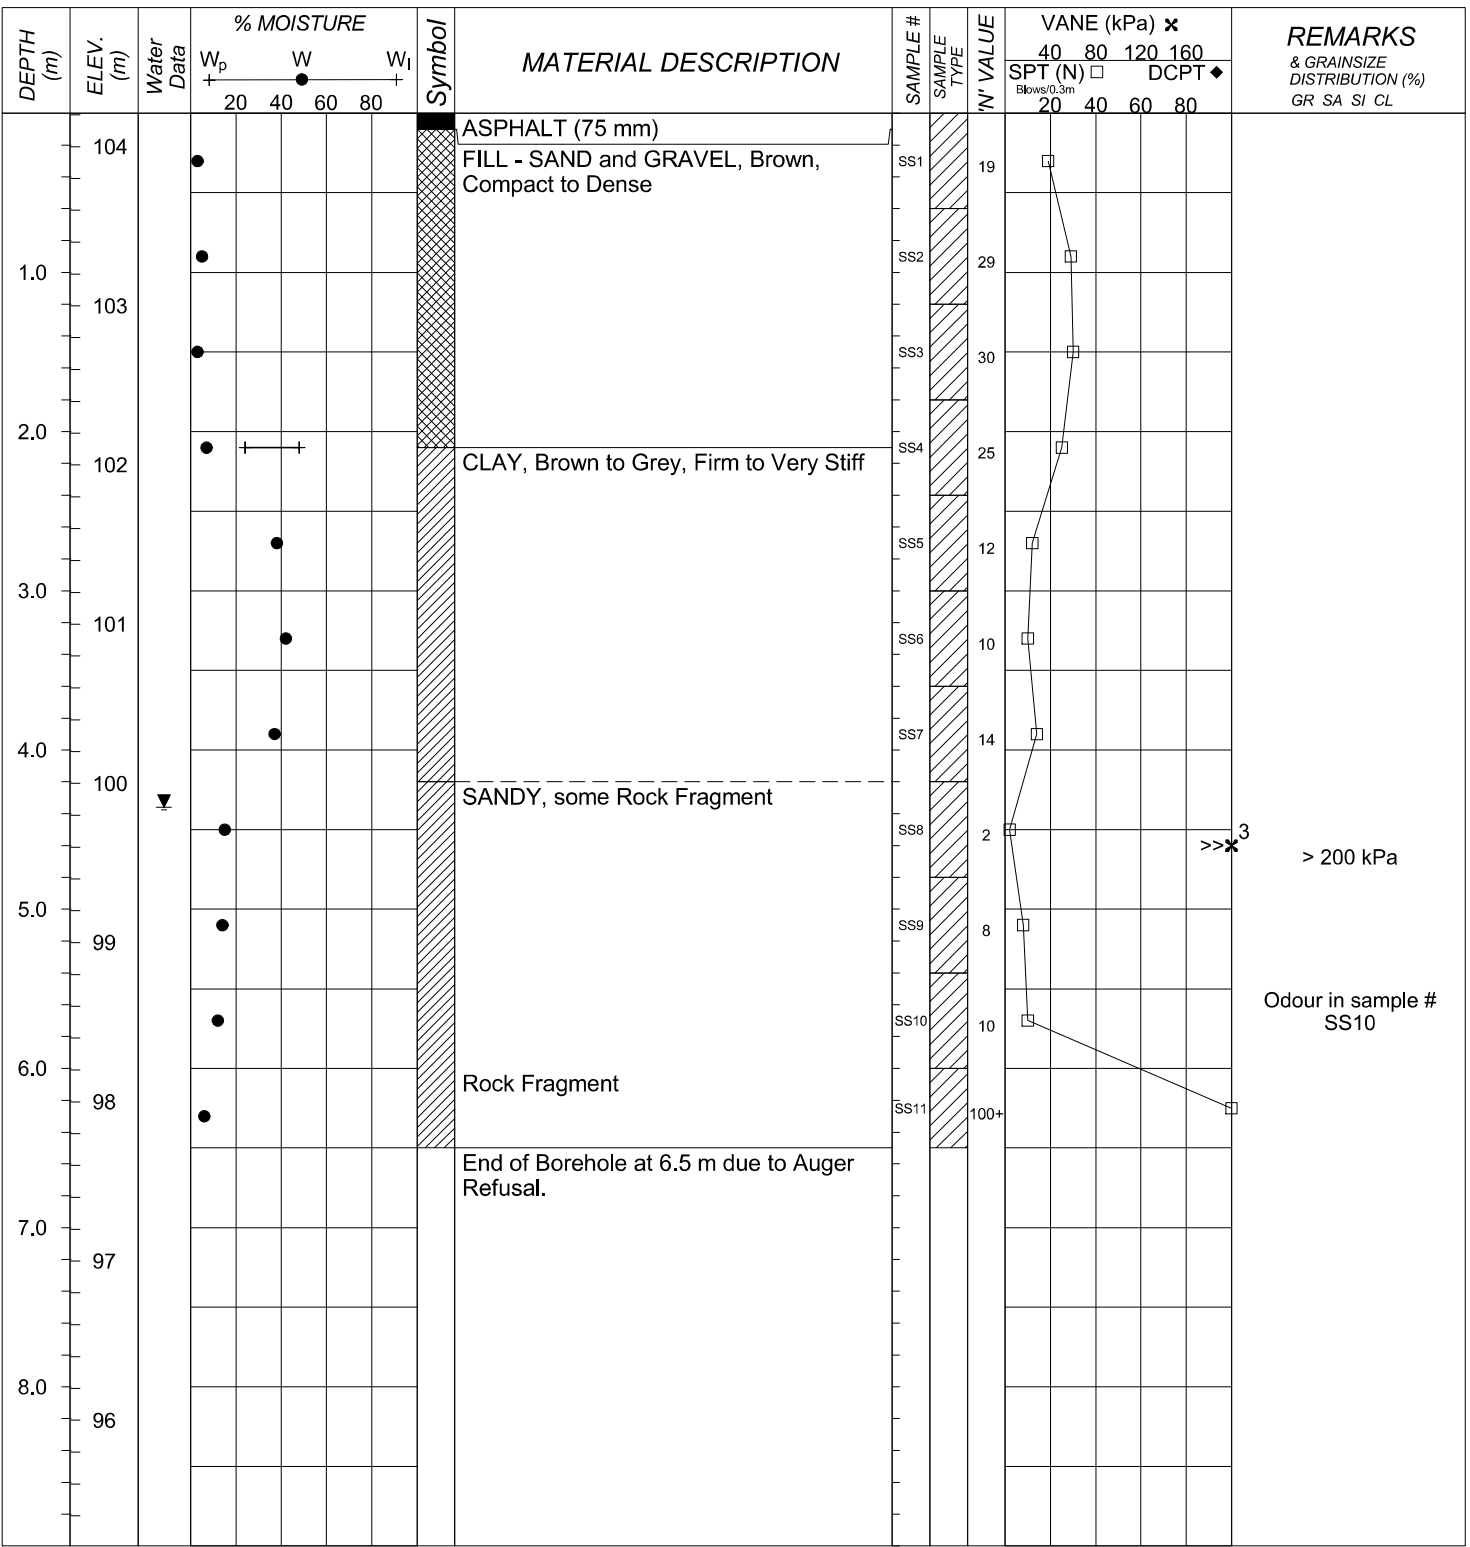 DEPTH (m)
ELEV. (m)
Water Data
% MOISTURE
Wp W Wl
20 40 60 80
Symbol
MATERIAL DESCRIPTION
SAMPLE #
SAMPLE TYPE
'N' VALUE
VANE (kPa)
40 80 120 160
SPT (N) DCPT
Blows/0.3m
20 40 60 80
REMARKS
& GRAINSIZE
DISTRIBUTION (%)
GR SA SI CL
ASPHALT (75 mm)
104
FILL - SAND and GRAVEL, Brown,
Compact to Dense
SS1 19
SS2 29
1.0
103
SS3 30
2.0
SS4 25
102
CLAY, Brown to Grey, Firm to Very Stiff
SS5 12
3.0
101
SS6 10
SS7 14
4.0
100
SANDY, some Rock Fragment
SS8 2
3
>>
> 200 kPa
5.0
SS9 8
99
Odour in sample #
SS10
SS10 10
6.0
Rock Fragment
98
SS11 100+
End of Borehole at 6.5 m due to Auger
Refusal.
7.0
97
8.0
96